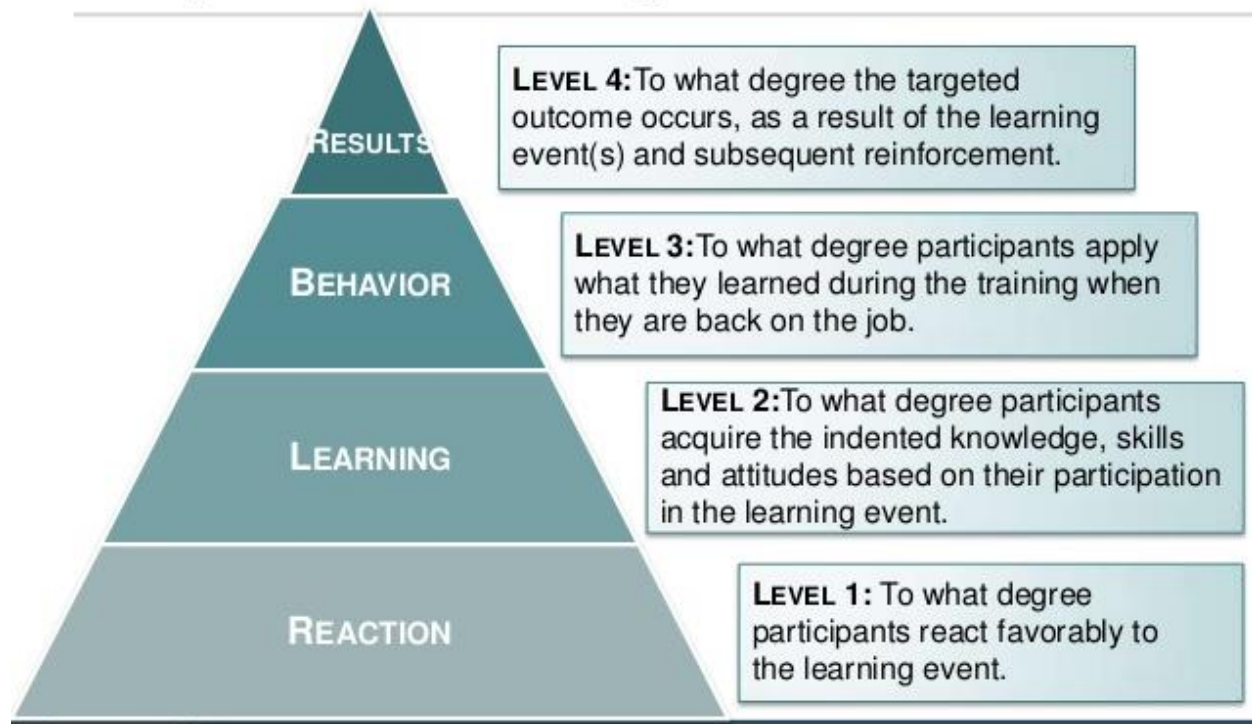 RESULTS
LEVEL 4:To what degree the targeted
outcome occurs, as a result of the learning
event(s) and subsequent reinforcement.
BEHAVIOR
LEVEL 3:To what degree participants apply
what they learned during the training when
they are back on the job.
LEARNING
LEVEL 2:To what degree participants
acquire the indented knowledge, skills
and attitudes based on their participation
in the learning event.
REACTION
LEVEL 1: To what degree
participants react favorably to
the learning event.